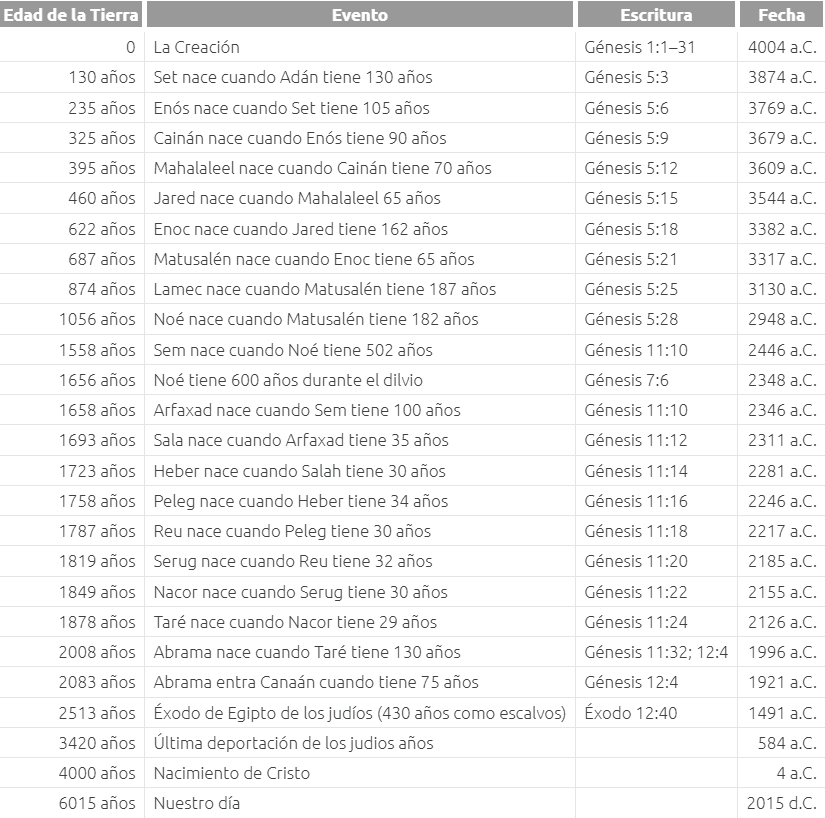 Edad de la Tierra Evento Escritura Fecha
0 La Creación Génesis 1:1–31 4004 a.C.
130 años Set nace cuando Adán tiene 130 años Génesis 5:3 3874 a.C.
235 años Enós nace cuando Set tiene 105 años Génesis 5:6 3769 a.C.
325 años Cainán nace cuando Enós tiene 90 años Génesis 5:9 3679 a.C.
395 años Mahalaleel nace cuando Cainán tiene 70 años Génesis 5:12 3609 a.C.
460 años Jared nace cuando Mahalaleel 65 años Génesis 5:15 3544 a.C.
622 años Enoc nace cuando Jared tiene 162 años Génesis 5:18 3382 a.C.
687 años Matusalén nace cuando Enoc tiene 65 años Génesis 5:21 3317 a.C.
874 años Lamec nace cuando Matusalén tiene 187 años Génesis 5:25 3130 a.C.
1056 años Noé nace cuando Matusalén tiene 182 años Génesis 5:28 2948 a.C.
1558 años Sem nace cuando Noé tiene 502 años Génesis 11:10 2446 a.C.
1656 años Noé tiene 600 años durante el dilvio Génesis 7:6 2348 a.C.
1658 años Arfaxad nace cuando Sem tiene 100 años Génesis 11:10 2346 a.C.
1693 años Sala nace cuando Arfaxad tiene 35 años Génesis 11:12 2311 a.C.
1723 años Heber nace cuando Salah tiene 30 años Génesis 11:14 2281 a.C.
1758 años Peleg nace cuando Heber tiene 34 años Génesis 11:16 2246 a.C.
1787 años Reu nace cuando Peleg tiene 30 años Génesis 11:18 2217 a.C.
1819 años Serug nace cuando Reu tiene 32 años Génesis 11:20 2185 a.C.
1849 años Nacor nace cuando Serug tiene 30 años Génesis 11:22 2155 a.C.
1878 años Taré nace cuando Nacor tiene 29 años Génesis 11:24 2126 a.C.
2008 años Abrama nace cuando Taré tiene 130 años Génesis 11:32; 12:4 1996 a.C.
2083 años Abrama entra Canaán cuando tiene 75 años Génesis 12:4 1921 a.C.
2513 años Éxodo de Egipto de los judíos (430 años como escalvos) Éxodo 12:40 1491 a.C.
3420 años Última deportación de los judios años 584 a.C.
4000 años Nacimiento de Cristo 4 a.C.
6015 años Nuestro día 2015 d.C.